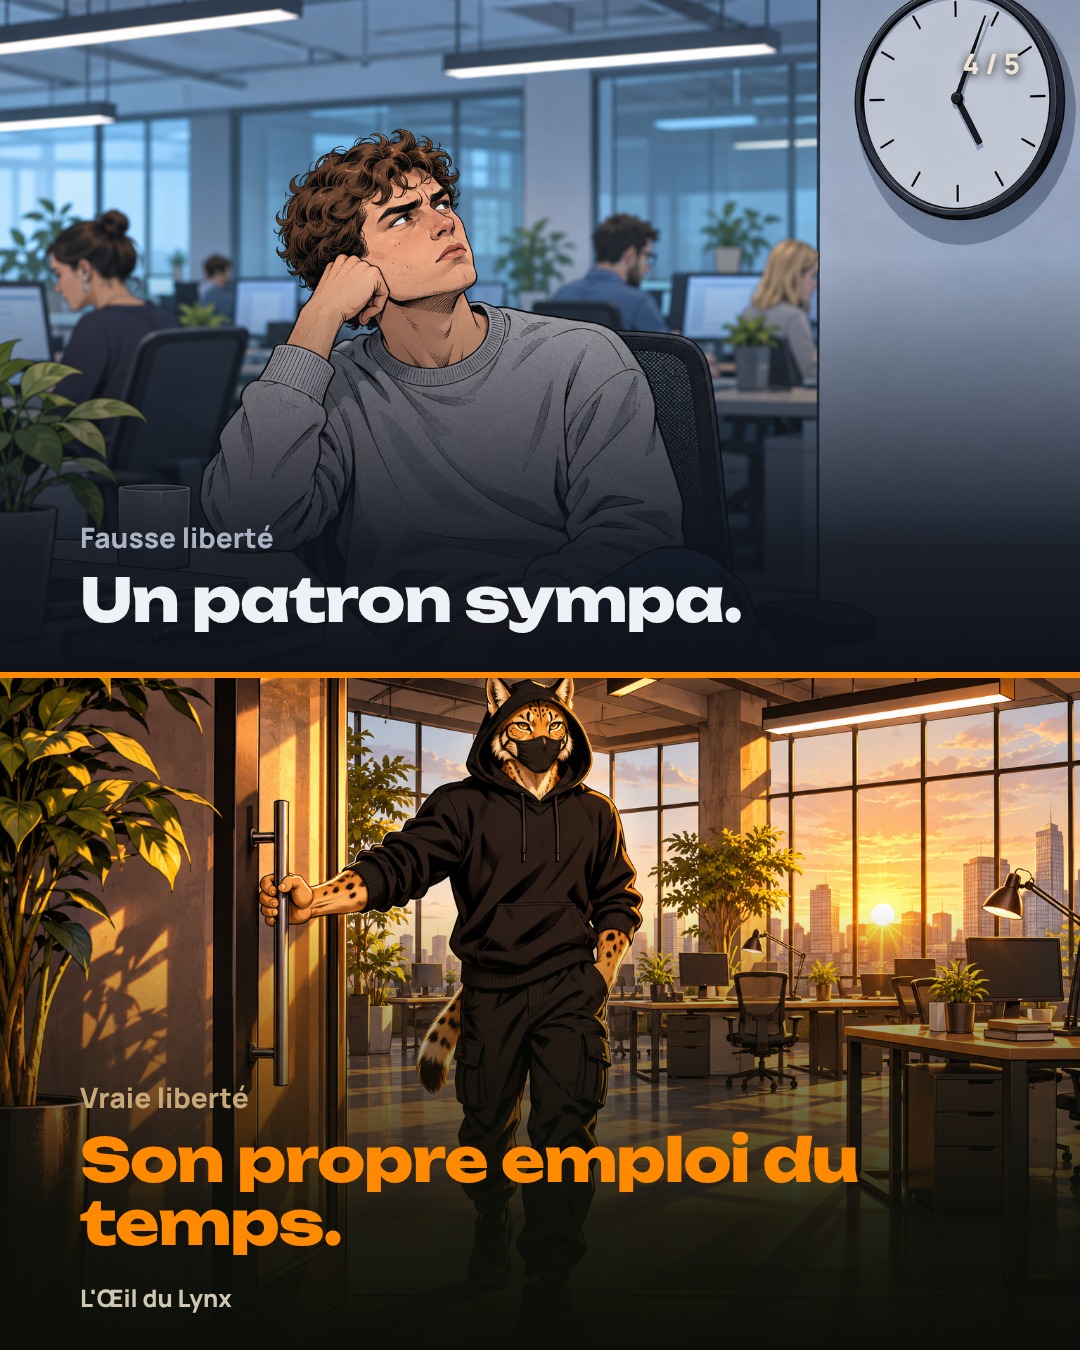 4 / 5
Fausse liberté
Un patron sympa.
Vraie liberté
Son propre emploi du
temps.
L'Œil du Lynx